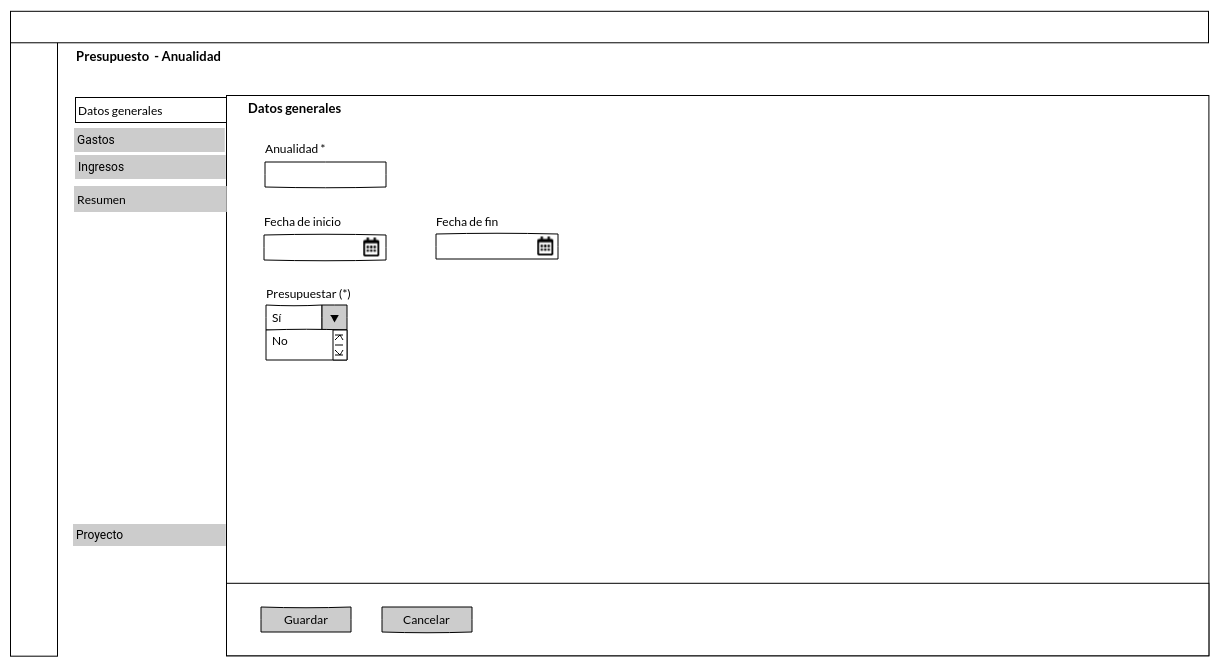 Presupuesto - Anualidad
Datos generales
Gastos
Ingresos
Resumen
Proyecto
Datos generales
Anualidad *
Fecha de inicio
Fecha de fin
Presupuestar (*)
Sí
No
Guardar
Cancelar